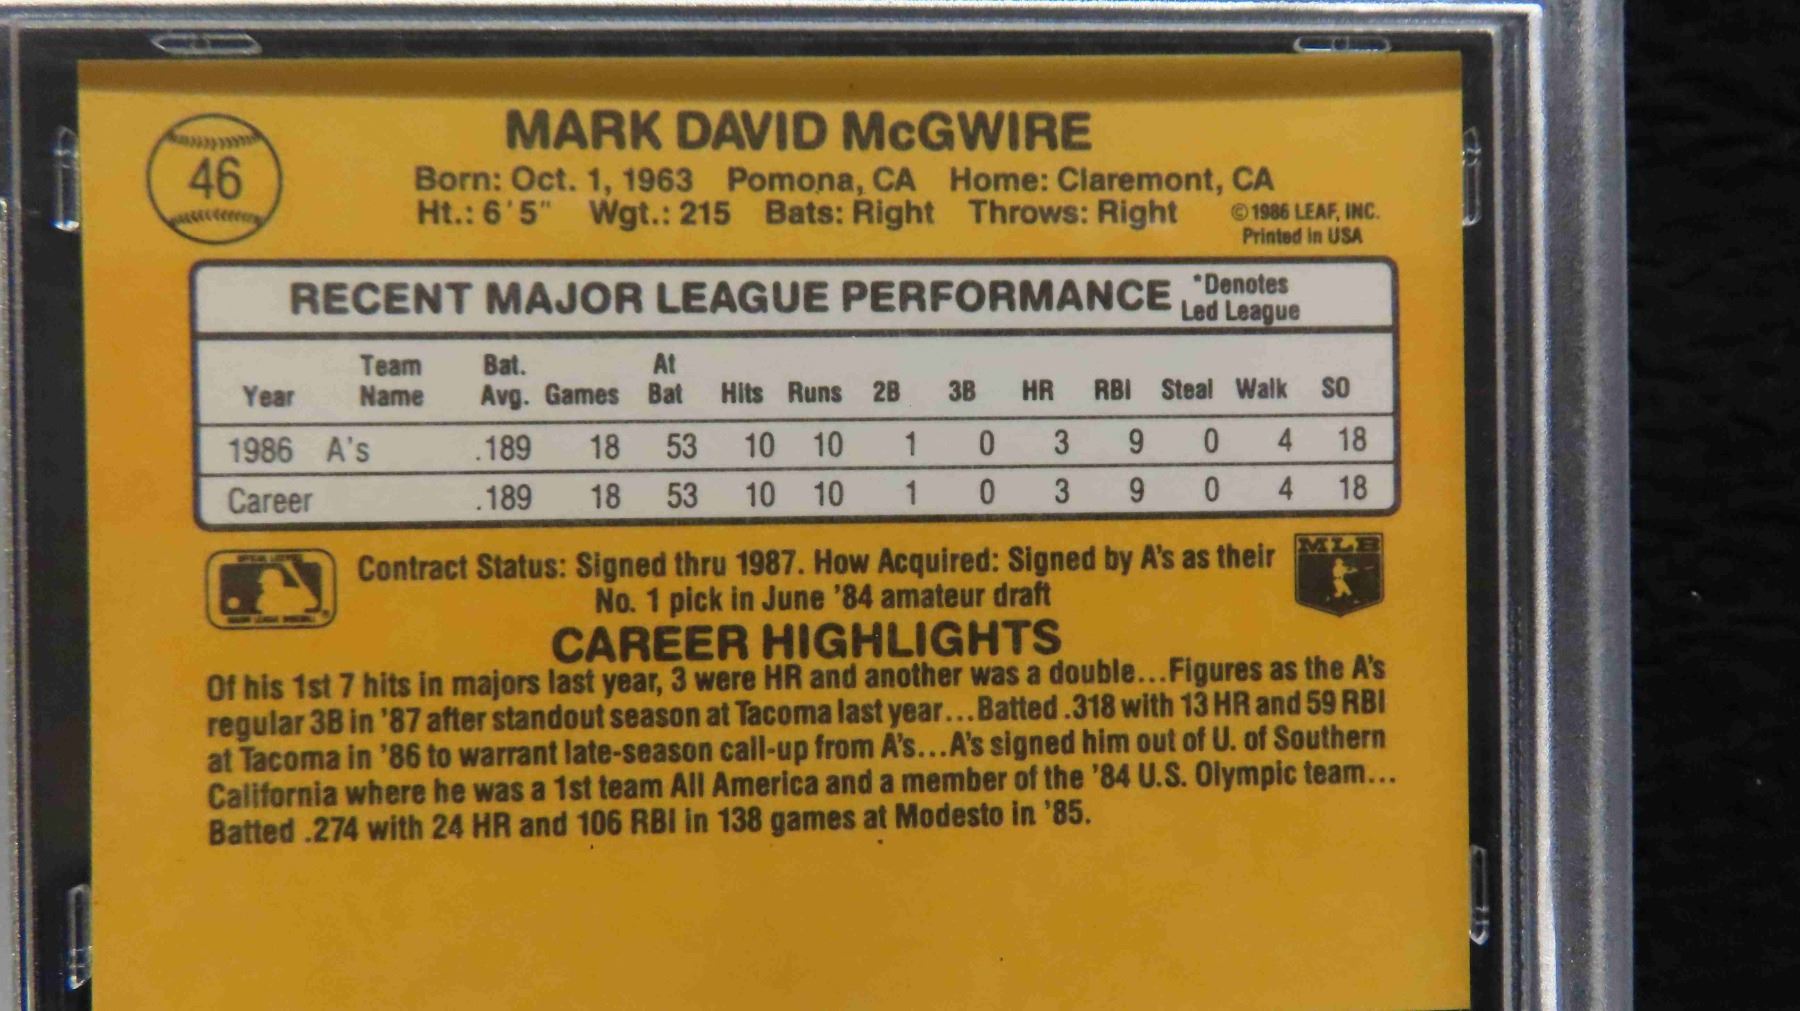 46
MARK DAVID McGWIRE
Born: Oct. 1, 1963 Pomona, CA Home: Claremont, CA
Ht.: 6'5" Wgt.: 215 Bats: Right Throws: Right
©1986 LEAF, INC.
Printed in USA
RECENT MAJOR LEAGUE PERFORMANCE
*Denotes
Led League
Year Team Name Bat. Avg. Games At Bat Hits Runs 2B 3B HR RBI Steal Walk SO
1986 A's .189 18 53 10 10 1 0 3 9 0 4 18
Career .189 18 53 10 10 1 0 3 9 0 4 18
Contract Status: Signed thru 1987. How Acquired: Signed by A's as their
No. 1 pick in June '84 amateur draft
MLB
CAREER HIGHLIGHTS
Of his 1st 7 hits in majors last year, 3 were HR and another was a double...Figures as the A's
regular 3B in '87 after standout season at Tacoma last year...Batted .318 with 13 HR and 59 RBI
at Tacoma in '86 to warrant late-season call-up from A's...A's signed him out of U. of Southern
California where he was a 1st team All America and a member of the '84 U.S. Olympic team...
Batted .274 with 24 HR and 106 RBI in 138 games at Modesto in '85.